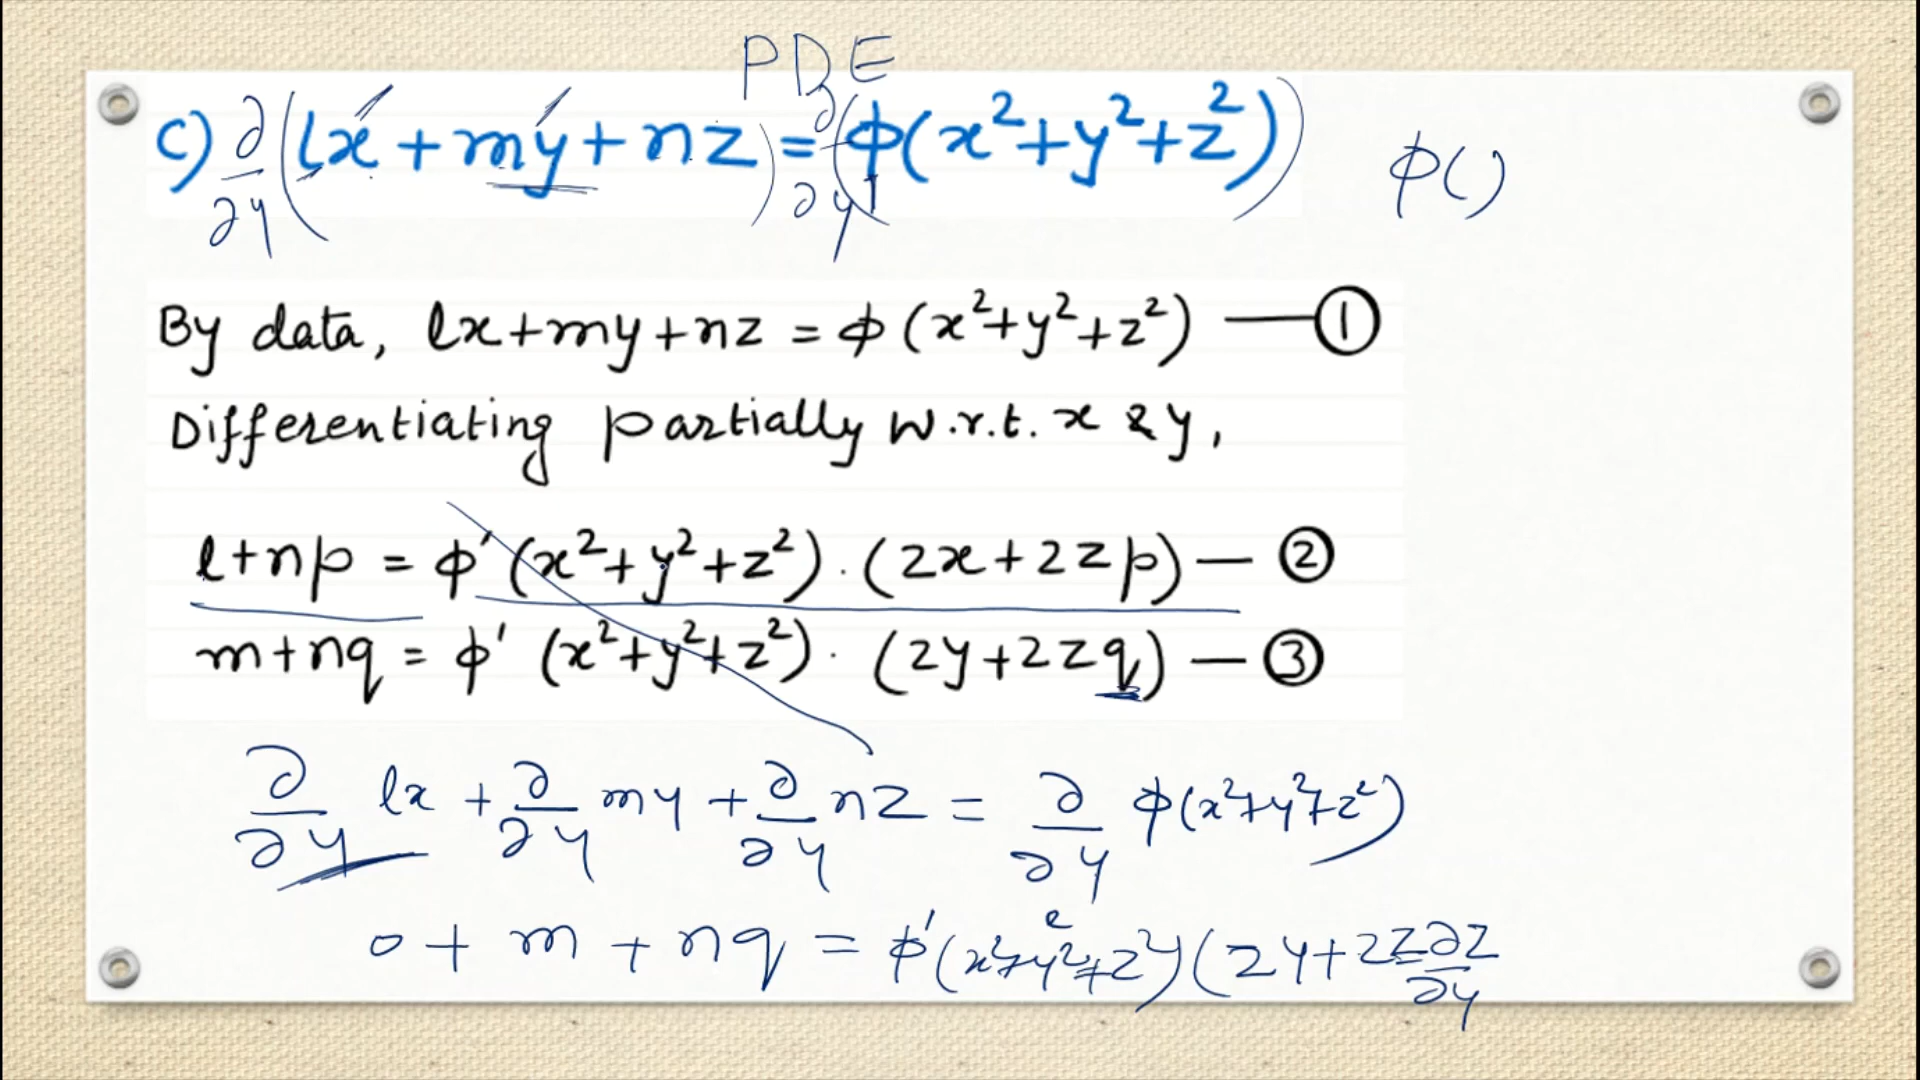 PDE
c) ∂/∂y (lx + my + nz) = ∂/∂y (ϕ(x²+y²+z²))
ϕ()
By data, lx+my+nz = ϕ(x²+y²+z²) — ①
Differentiating partially w.r.t. x & y,
l+np = ϕ'(x²+y²+z²).(2x+2zp) — ②
m+nq = ϕ'(x²+y²+z²).(2y+2zq) — ③
∂/∂y lx + ∂/∂y my + ∂/∂y nz = ∂/∂y ϕ(x²+y²+z²)
0 + m + nq = ϕ'(x²+y²+z²)(2y+2z ∂z/∂y